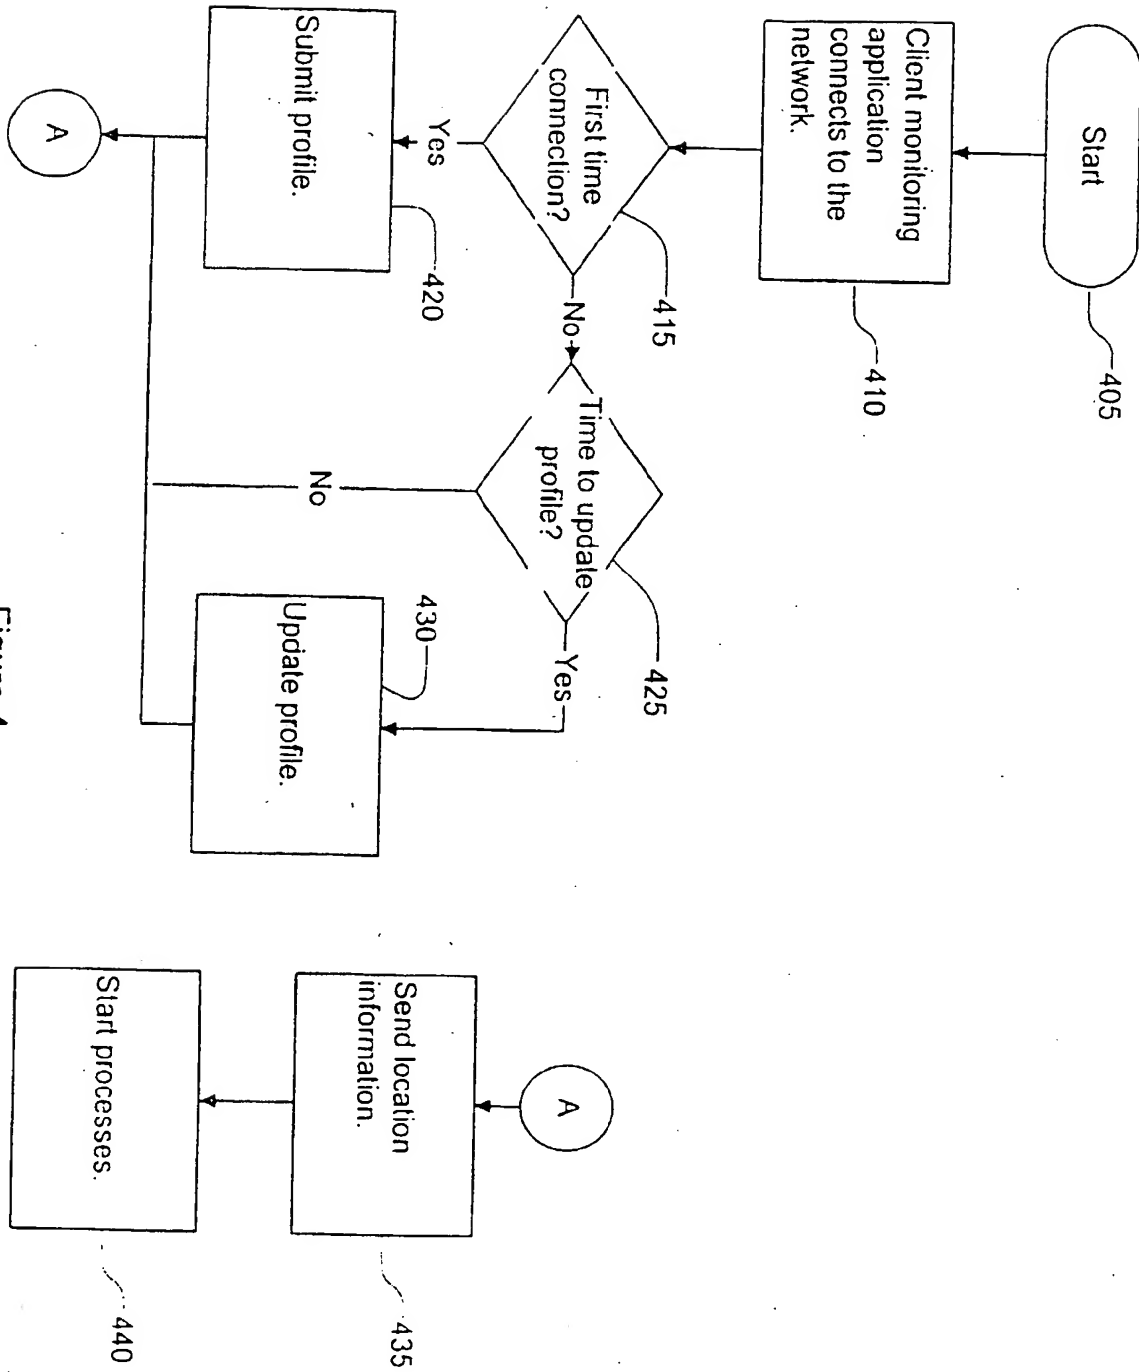 Start
405
Client monitoring
application
connects to the
network.
410
First time
connection?
415
Yes
No
Submit profile.
420
Time to update
profile?
425
No
Yes
430
Update profile.
A
A
Send location
information.
435
Start processes.
440